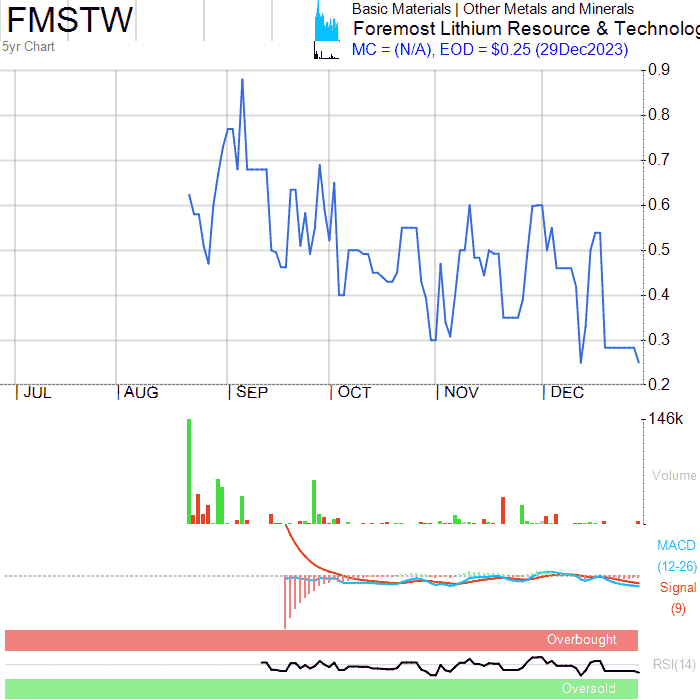 FMSTW
5yr Chart
Basic Materials | Other Metals and Minerals
Foremost Lithium Resource & Technolog
MC = (N/A), EOD = $0.25 (29Dec2023)
0.9
0.8
0.7
0.6
0.5
0.4
0.3
0.2
JUL AUG SEP OCT NOV DEC
146k
Volume
MACD
(12-26)
Signal
(9)
Overbought
RSI(14)
Oversold